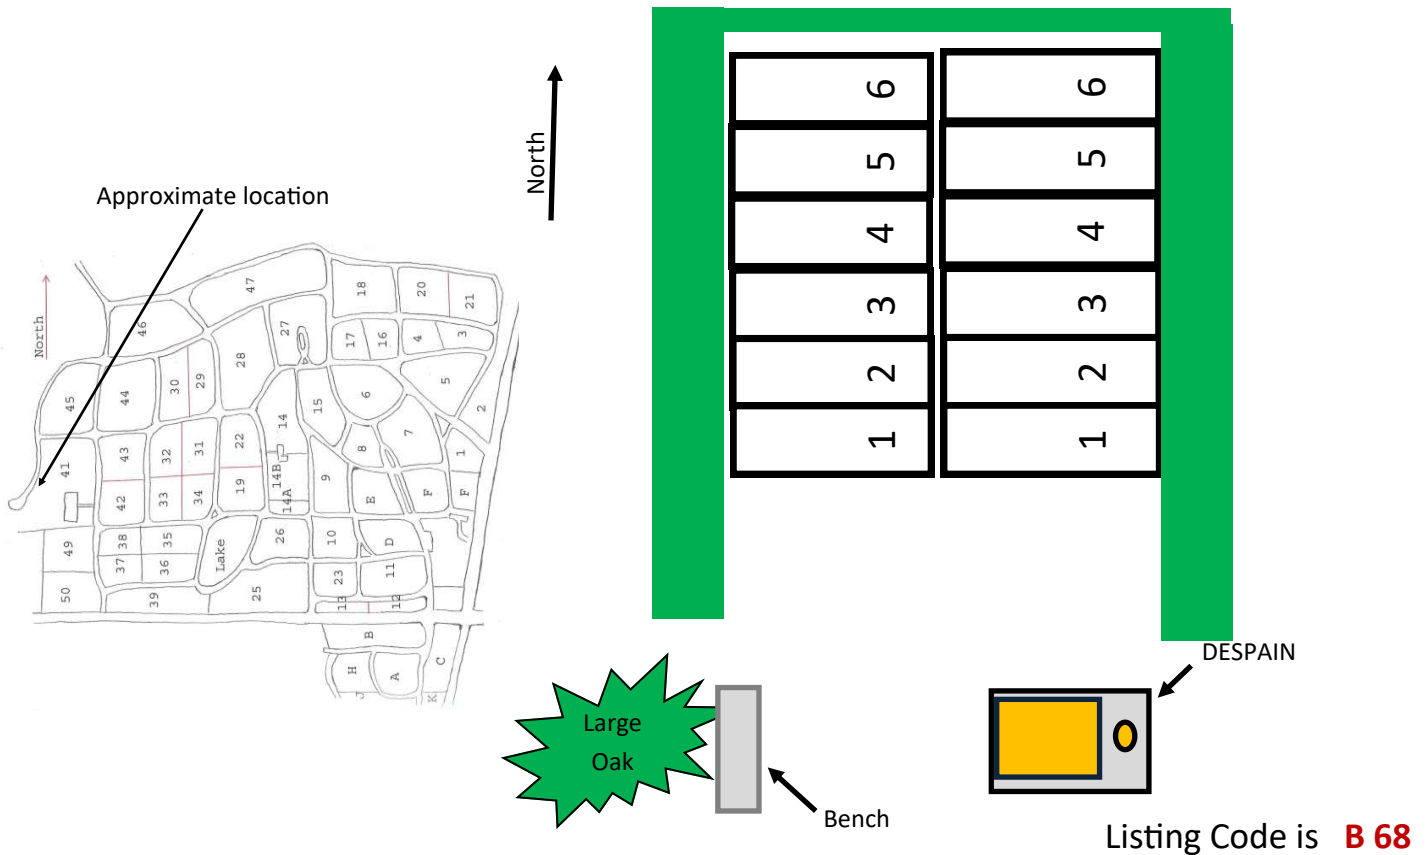 Approximate location
North
North
47
18
20
21
46
27
17
16
4
3
28
30
29
45
44
15
6
5
2
14
7
8
1
43
32
31
22
41
14B
9
42
33
34
19
14A
E
F
F
49
38
35
Lake
26
10
D
37
36
23
11
50
39
25
13
12
B
H
A
C
J
K
6
6
5
5
4
4
3
3
2
2
1
1
DESPAIN
Large
Oak
Bench
Listing Code is B 68